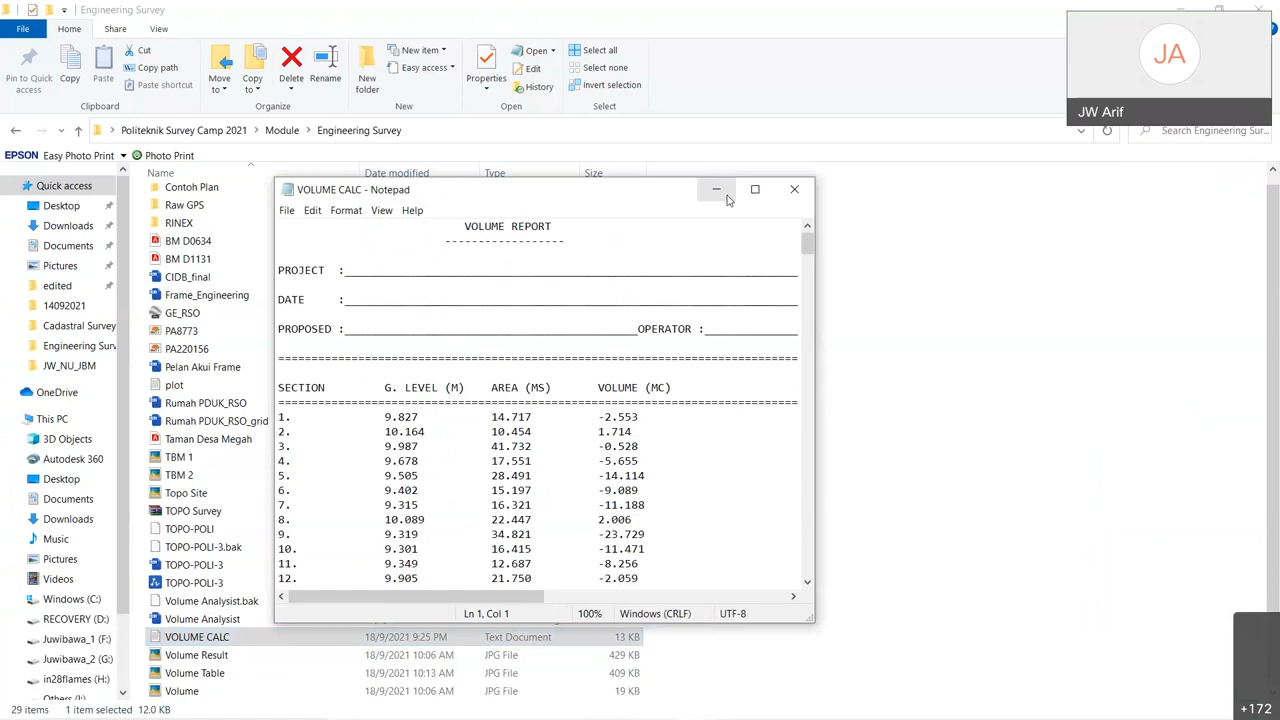 Engineering Survey
File Home Share View
Pin to Quick access
Copy
Paste
Cut
Copy path
Paste shortcut
Clipboard
Move to
Copy to
Delete
Rename
Organize
New folder
New item
Easy access
New
Properties
Open
Edit
History
Open
Select all
Select none
Invert selection
Select
JA
JW Arif
Politeknik Survey Camp 2021 Module Engineering Survey
Search Engineering Sur...
EPSON Easy Photo Print Photo Print
Quick access
Desktop
Downloads
Documents
Pictures
edited
14092021
Cadastral Survey
Engineering Surv
JW_NU_JBM
OneDrive
This PC
3D Objects
Autodesk 360
Desktop
Documents
Downloads
Music
Pictures
Videos
Windows (C:)
RECOVERY (D:)
Juwibawa_1 (F:)
Juwibawa_2 (G:)
in28flames (H:)
Others (I:)
Name Date modified Type Size
Contoh Plan
Raw GPS
RINEX
BM D0634
BM D1131
CIDB_final
Frame_Engineering
GE_RSO
PA8773
PA220156
Pelan Akui Frame
plot
Rumah PDUK_RSO
Rumah PDUK_RSO_grid
Taman Desa Megah
TBM 1
TBM 2
Topo Site
TOPO Survey
TOPO-POLI
TOPO-POLI-3.bak
TOPO-POLI-3
TOPO-POLI-3
Volume Analysist.bak
Volume Analysist
VOLUME CALC 18/9/2021 9:25 PM Text Document 13 KB
Volume Result 18/9/2021 10:06 AM JPG File 429 KB
Volume Table 18/9/2021 10:13 AM JPG File 409 KB
Volume 18/9/2021 10:06 AM JPG File 19 KB
VOLUME CALC - Notepad
File Edit Format View Help
VOLUME REPORT
------------------
PROJECT :
DATE :
PROPOSED : OPERATOR :
SECTION G. LEVEL (M) AREA (MS) VOLUME (MC)
1. 9.827 14.717 -2.553
2. 10.164 10.454 1.714
3. 9.987 41.732 -0.528
4. 9.678 17.551 -5.655
5. 9.505 28.491 -14.114
6. 9.402 15.197 -9.089
7. 9.315 16.321 -11.188
8. 10.089 22.447 2.006
9. 9.319 34.821 -23.729
10. 9.301 16.415 -11.471
11. 9.349 12.687 -8.256
12. 9.905 21.750 -2.059
Ln 1, Col 1 100% Windows (CRLF) UTF-8
29 items 1 item selected 12.0 KB
+172